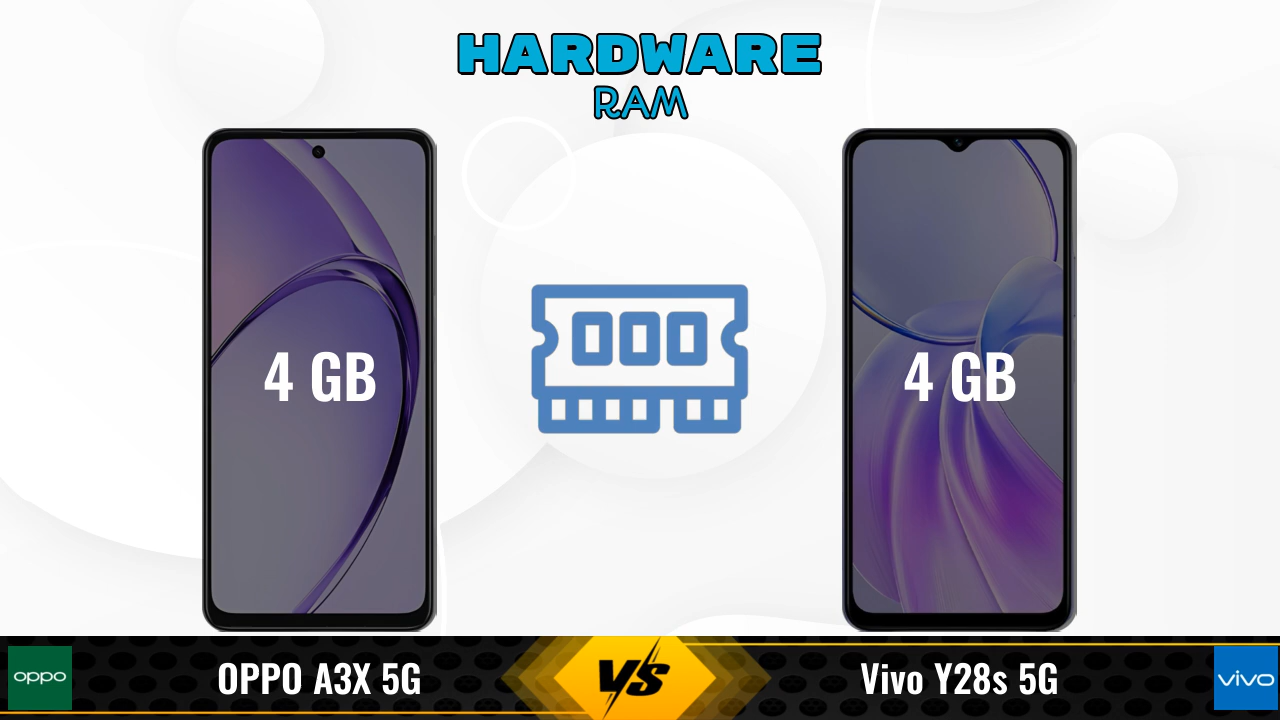 HARDWARE
RAM
4 GB
4 GB
oppo
OPPO A3X 5G
VS
Vivo Y28s 5G
vivo